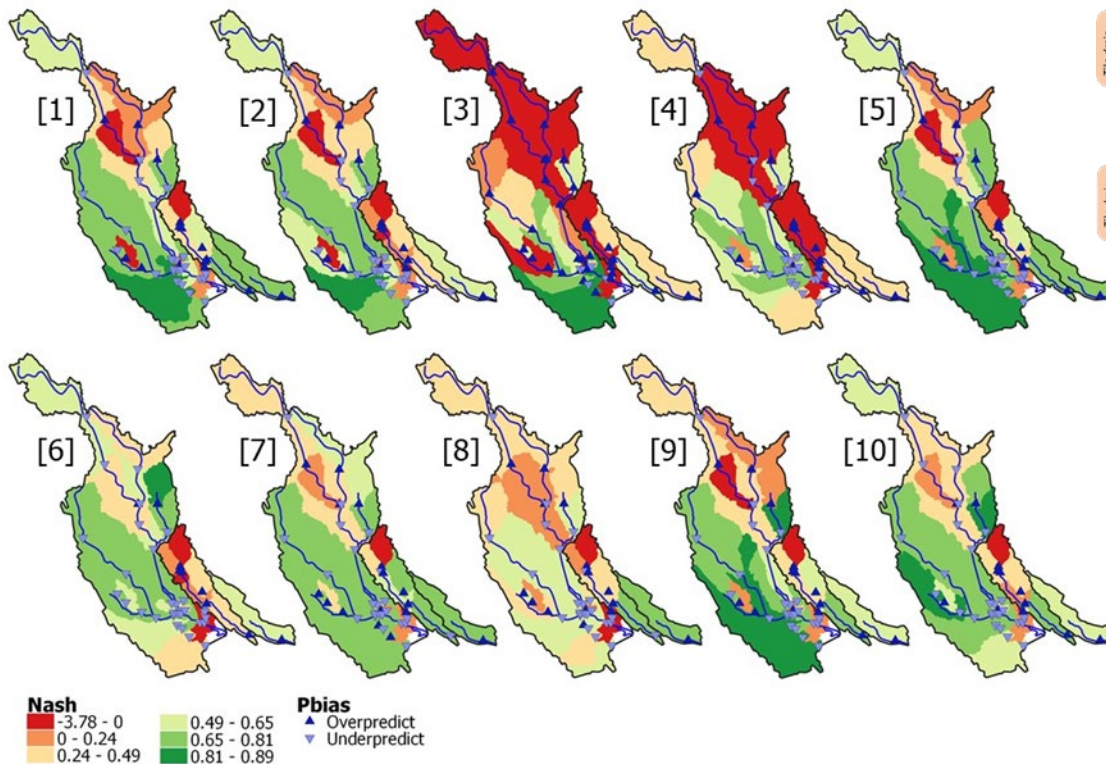 [1]
[2]
[3]
[4]
[5]
[6]
[7]
[8]
[9]
[10]
Nash
-3.78 - 0
0 - 0.24
0.24 - 0.49
0.49 - 0.65
0.65 - 0.81
0.81 - 0.89
Pbias
Overpredict
Underpredict